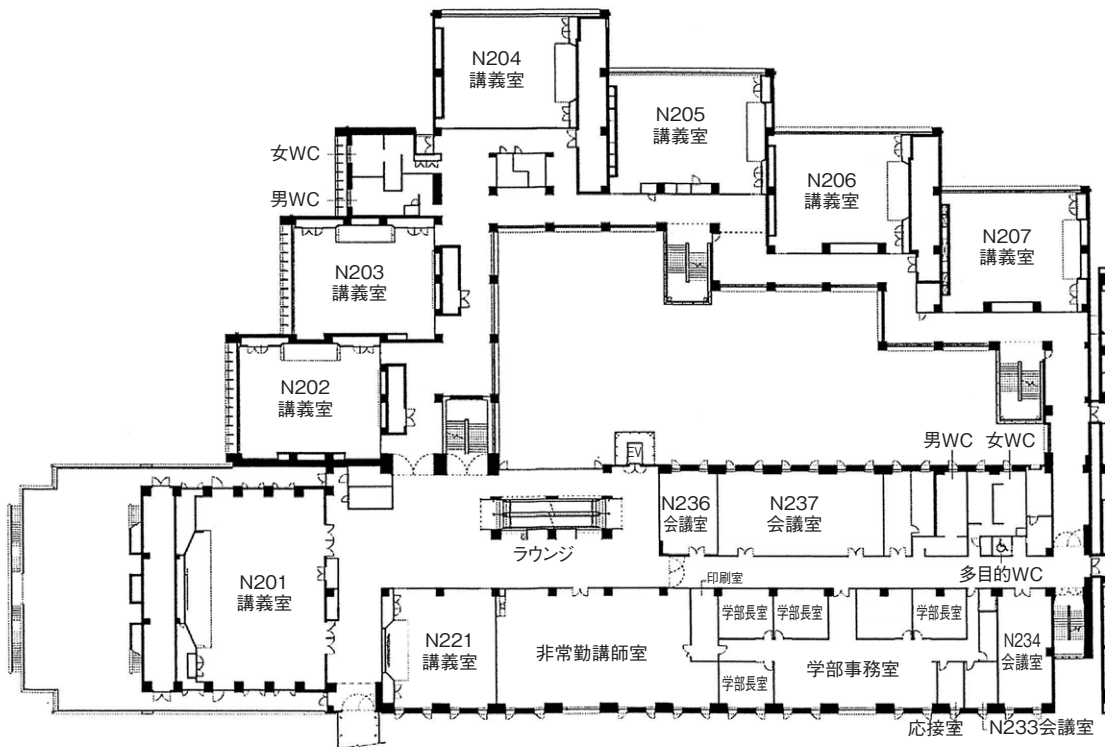 N204
講義室
N205
講義室
女WC
N206
講義室
男WC
N207
講義室
N203
講義室
N202
講義室
EV
男WC
女WC
N236
会議室
N237
会議室
ラウンジ
多目的WC
N201
講義室
印刷室
学部長室
学部長室
学部長室
N221
講義室
非常勤講師室
学部事務室
N234
会議室
学部長室
応接室
N233会議室